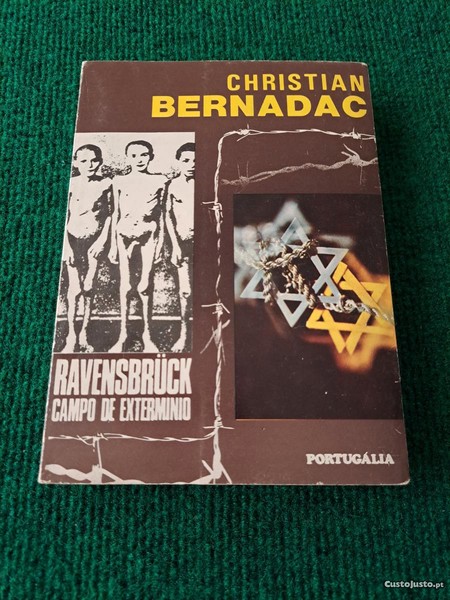 CHRISTIAN
BERNADAC
RAVENSBRÜCK
CAMPO DE EXTERMINIO
PORTUGÁLIA
CustoJusto.pt